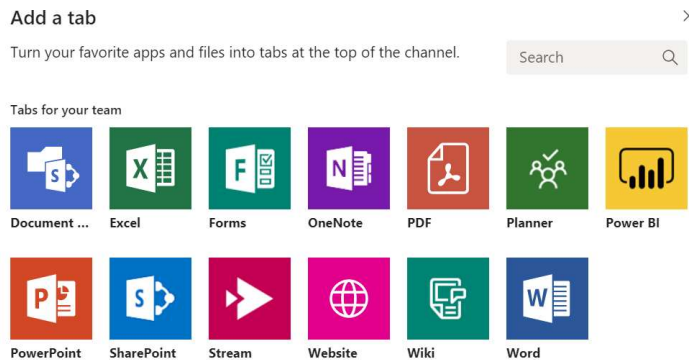 Add a tab
Turn your favorite apps and files into tabs at the top of the channel.
Search
Tabs for your team
Document ... Excel Forms OneNote PDF Planner Power BI
PowerPoint SharePoint Stream Website Wiki Word